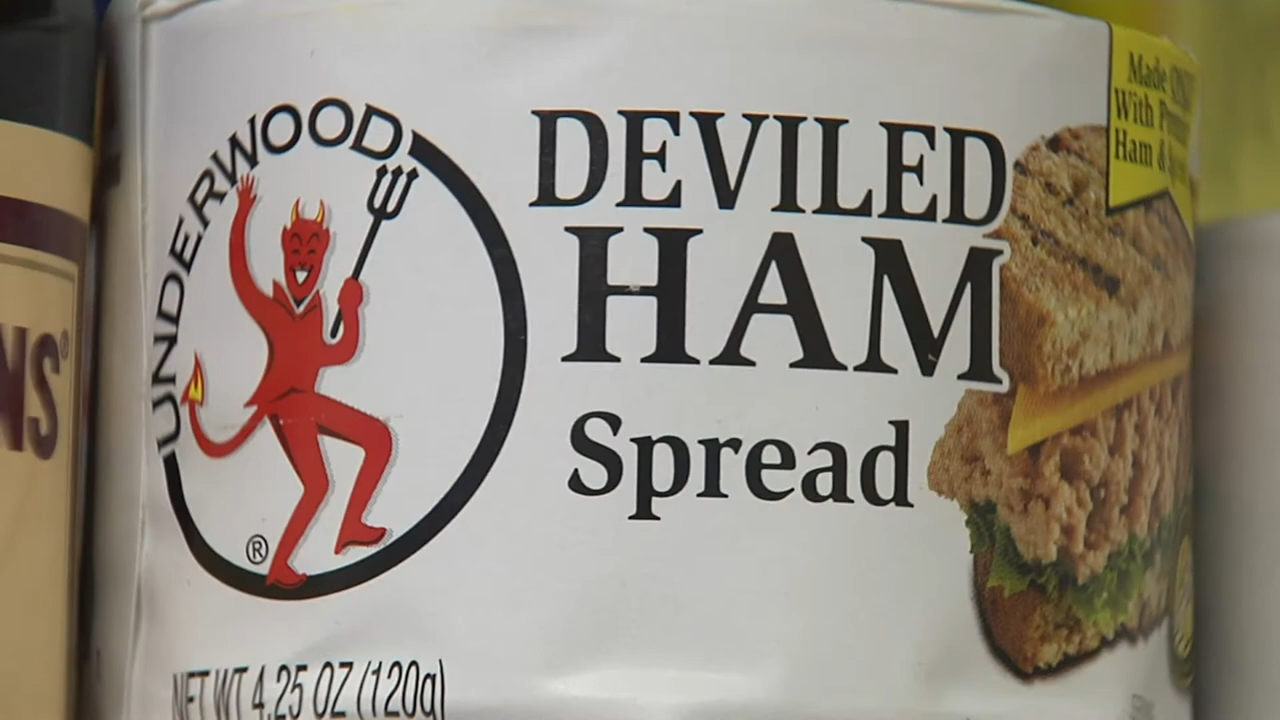 UNDERWOOD
®
DEVILED
HAM
Spread
Made
With
Ham &
NET WT 4.25 OZ (120g)
NS®